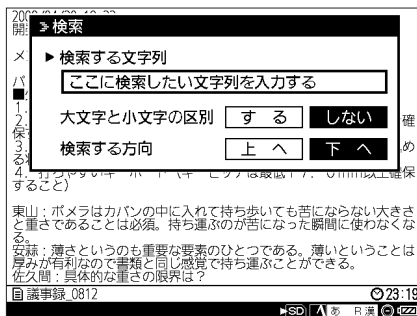 検索
検索する文字列
ここに検索したい文字列を入力する
大文字と小文字の区別 する しない
検索する方向 上へ 下へ
すること)
東山：ポメラはカバンの中に入れて持ち歩いても苦にならない大きさ
と重さであることは必須。持ち運ぶのが苦になった瞬間に使わなくな
る。
安蒜：薄さというのも重要な要素のひとつである。薄いということは
厚みが有利なので書類と同じ感覚で持ち運ぶことができる。
佐久間：具体的な重さの限界は？
議事録_0812 23:19
SD あ R漢